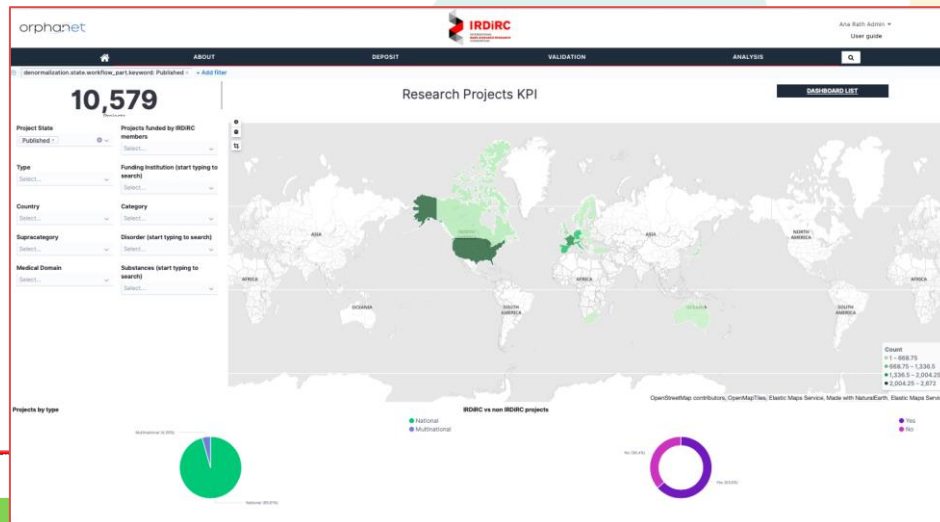 orphanet
IRDiRC
Ana Rath Admin
User guide
ABOUT
DEPOSIT
VALIDATION
ANALYSIS
denormalization.state.workflow_part.keyword: Published × + Add filter
10,579
Research Projects KPI
DASHBOARD LIST
Project State
Published ×
Projects funded by IRDiRC members
Select...
Type
Select...
Funding Institution (start typing to search)
Select...
Country
Select...
Category
Select...
Supracategory
Select...
Disorder (start typing to search)
Select...
Medical Domain
Select...
Substances (start typing to search)
Select...
ASIA
AFRICA
OCEANIA
SOUTH AMERICA
AFRICA
ASIA
OCEANIA
NORTH AMERICA
SOUTH AMERICA
AFRICA
Count
1 – 668.75
668.75 – 1,336.5
1,336.5 – 2,004.25
2,004.25 – 2,672
OpenStreetMap contributors, OpenMapTiles, Elastic Maps Service, Made with NaturalEarth, Elastic Maps Servi
Projects by type
National
Multinational
IRDiRC vs non IRDiRC projects
Yes
No